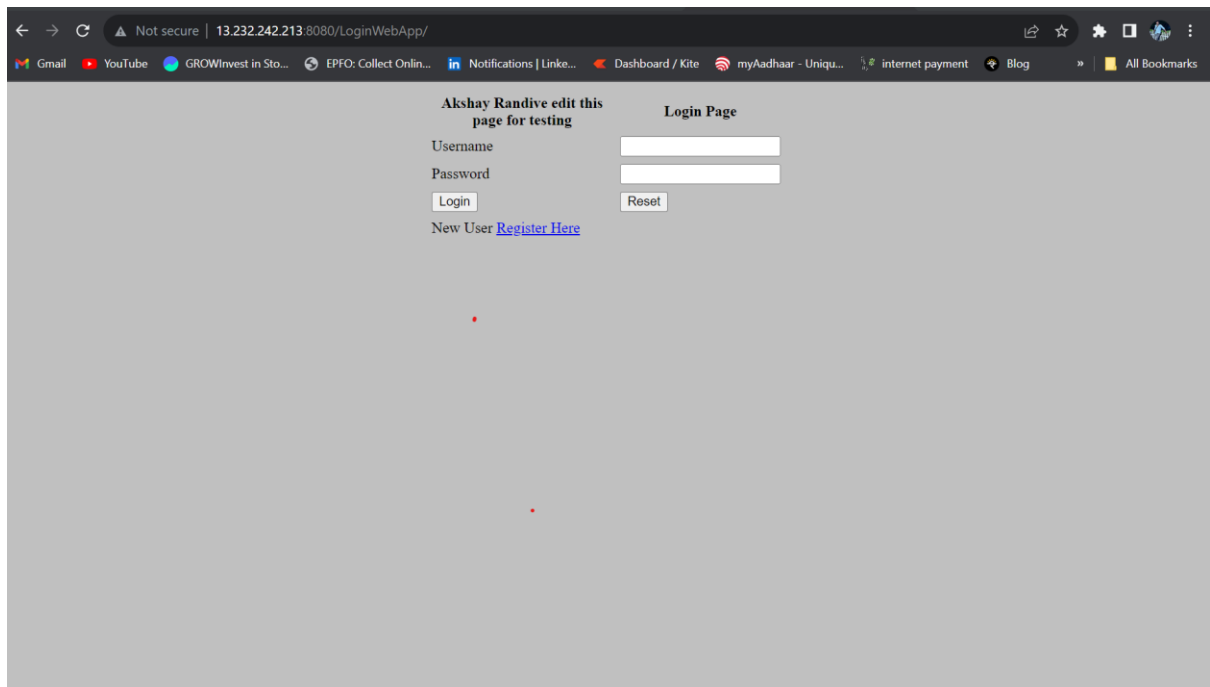 Not secure | 13.232.242.213:8080/LoginWebApp/
Gmail YouTube GROWInvest in Sto... EPFO: Collect Onlin... Notifications | Linke... Dashboard / Kite myAadhaar - Uniqu... internet payment Blog » All Bookmarks
Akshay Randive edit this
page for testing
Login Page
Username
Password
Login Reset
New User Register Here